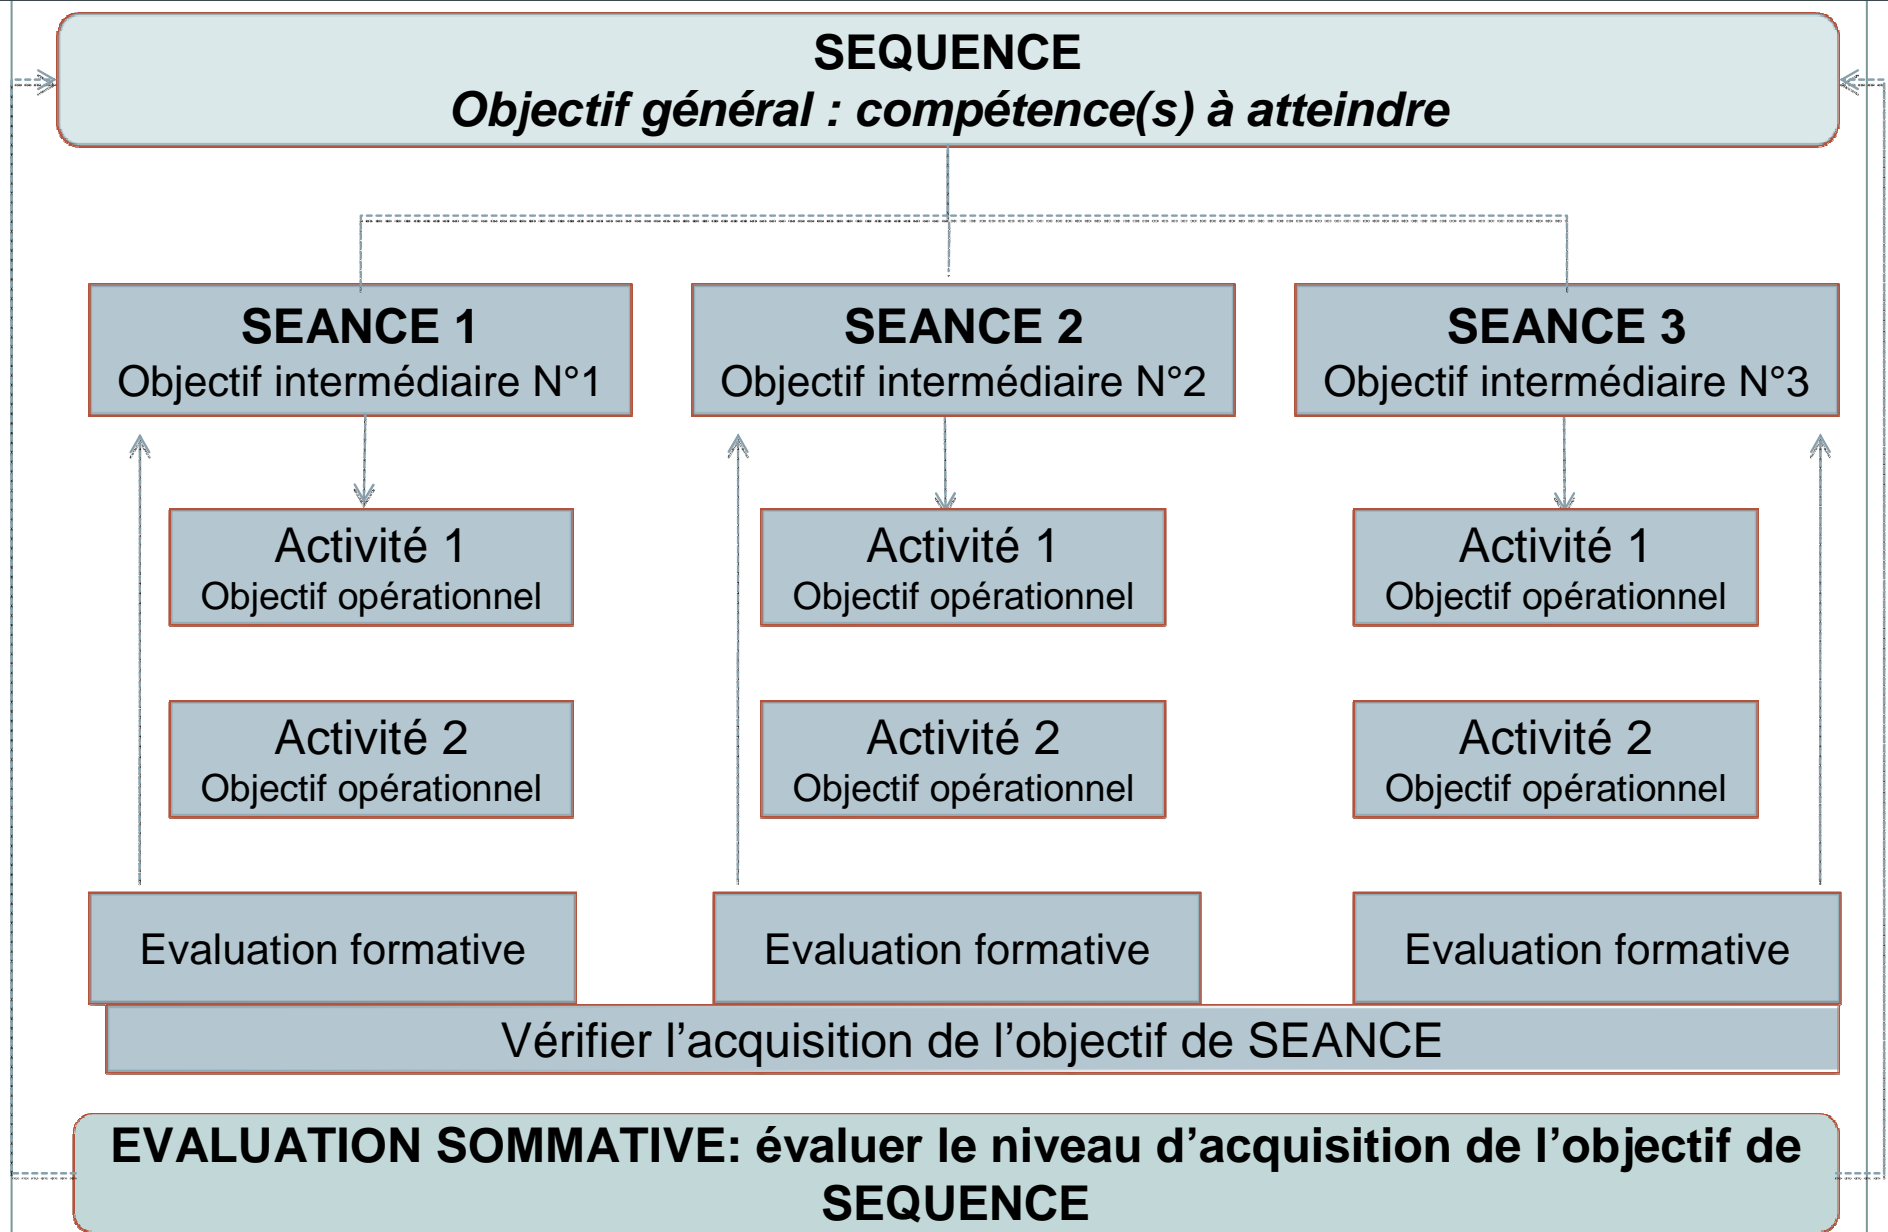 SEQUENCE
Objectif général : compétence(s) à atteindre
SEANCE 1
Objectif intermédiaire N°1
SEANCE 2
Objectif intermédiaire N°2
SEANCE 3
Objectif intermédiaire N°3
Activité 1
Objectif opérationnel
Activité 1
Objectif opérationnel
Activité 1
Objectif opérationnel
Activité 2
Objectif opérationnel
Activité 2
Objectif opérationnel
Activité 2
Objectif opérationnel
Evaluation formative
Evaluation formative
Evaluation formative
Vérifier l’acquisition de l’objectif de SEANCE
EVALUATION SOMMATIVE: évaluer le niveau d’acquisition de l’objectif de
SEQUENCE